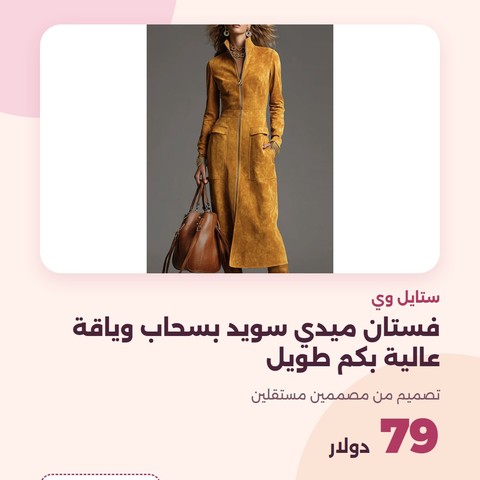 ستايل وي
فستان ميدي سويد بسحاب وياقة
عالية بكم طويل
تصميم من مصممين مستقلين
79 دولار